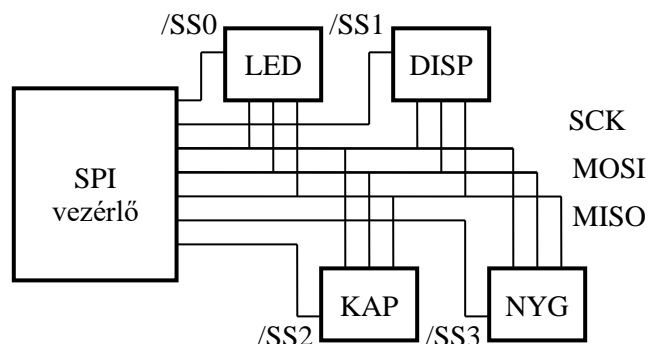 /SS0
/SS1
LED
DISP
SCK
MOSI
MISO
SPI
vezérlő
KAP
NYG
/SS2
/SS3